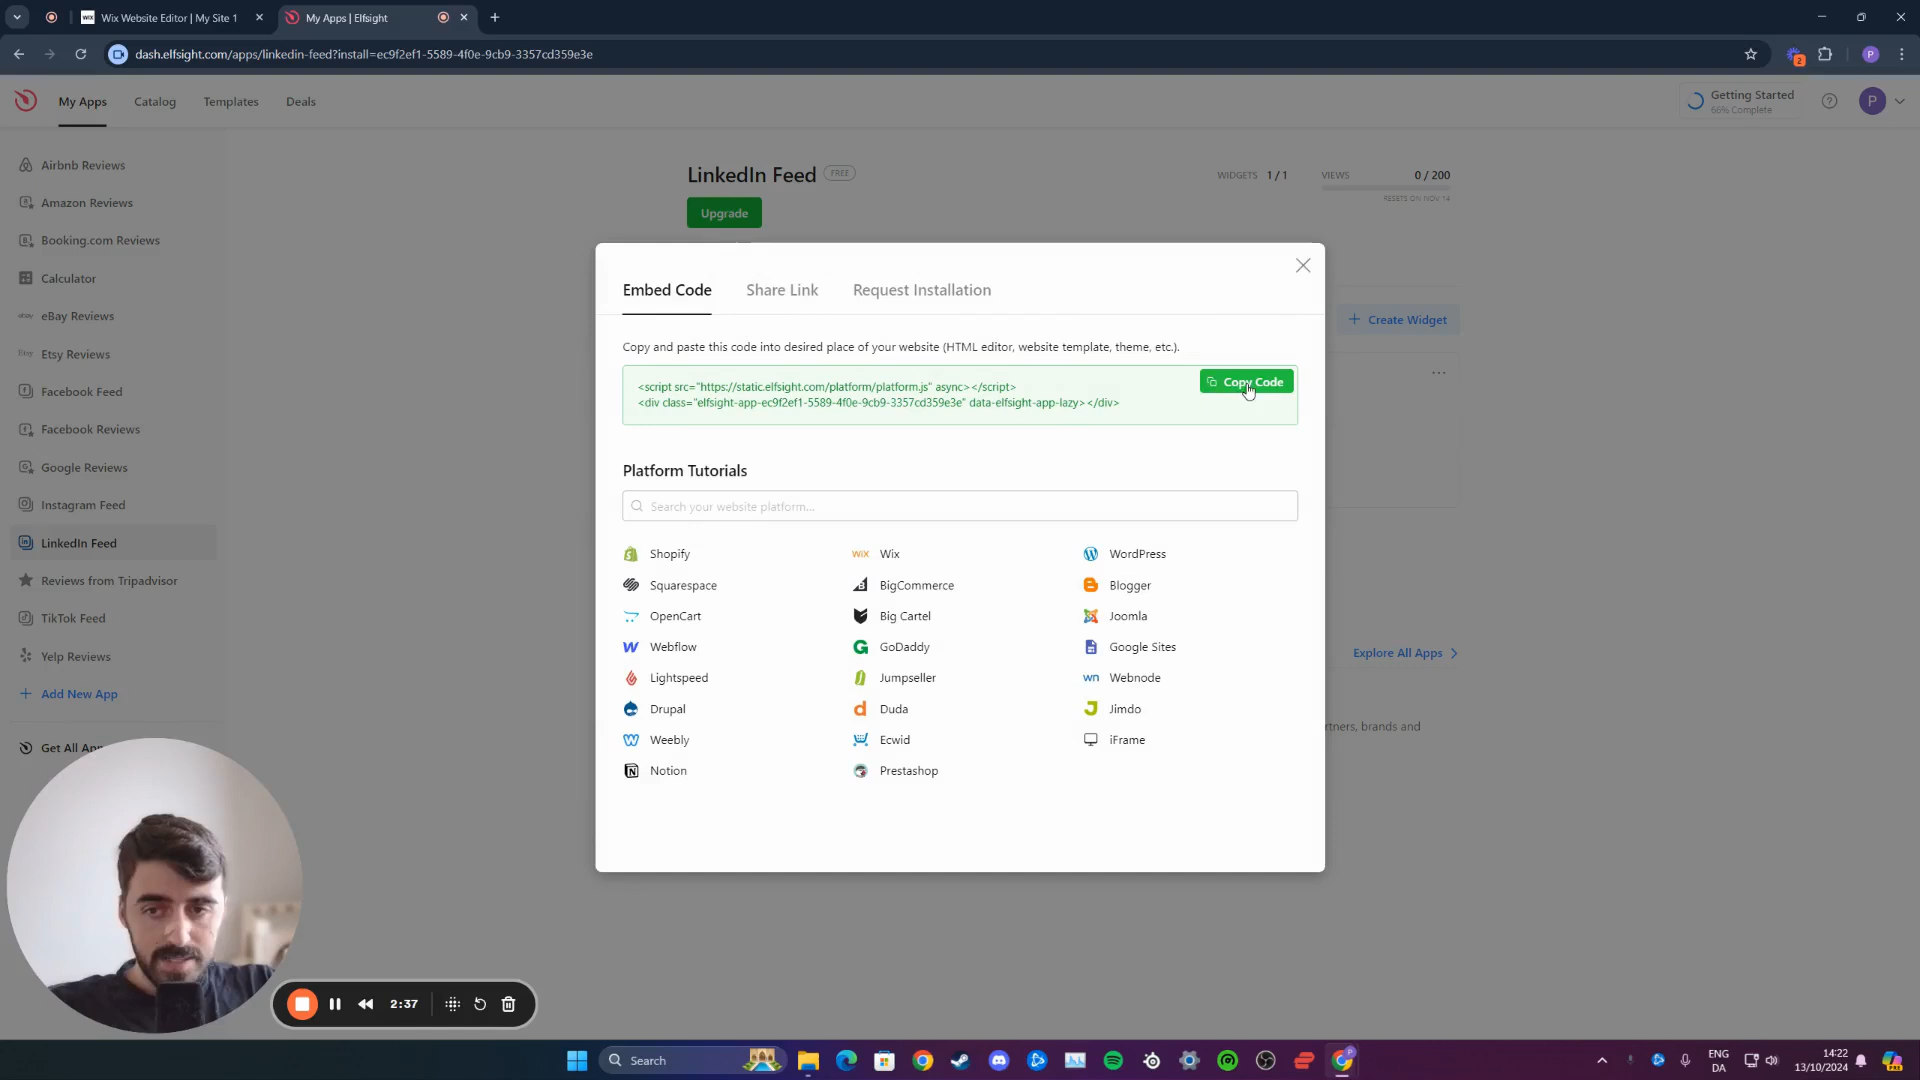 Wix Website Editor | My Site 1
My Apps | Elfsight
dash.elfsight.com/apps/linkedin-feed?install=ec9f2ef1-5589-4f0e-9cb9-3357cd359e3e
2
P
My Apps
Catalog
Templates
Deals
Getting Started
66% Complete
P
Airbnb Reviews
Amazon Reviews
Booking.com Reviews
Calculator
eBay Reviews
Etsy Reviews
Facebook Feed
Facebook Reviews
Google Reviews
Instagram Feed
LinkedIn Feed
Reviews from Tripadvisor
TikTok Feed
Yelp Reviews
Add New App
Get All App
LinkedIn Feed
FREE
Upgrade
WIDGETS 1 / 1
VIEWS 0 / 200
RESETS ON NOV 14
Create Widget
Explore All Apps
rtners, brands and
Embed Code
Share Link
Request Installation
Copy and paste this code into desired place of your website (HTML editor, website template, theme, etc.).
<script src="https://static.elfsight.com/platform/platform.js" async></script>
<div class="elfsight-app-ec9f2ef1-5589-4f0e-9cb9-3357cd359e3e" data-elfsight-app-lazy></div>
Copy Code
Platform Tutorials
Search your website platform...
Shopify
Wix
WordPress
Squarespace
BigCommerce
Blogger
OpenCart
Big Cartel
Joomla
Webflow
GoDaddy
Google Sites
Lightspeed
Jumpseller
Webnode
Drupal
Duda
Jimdo
Weebly
Ecwid
iFrame
Notion
Prestashop
2:37
Search
ENG
DA
14:22
13/10/2024